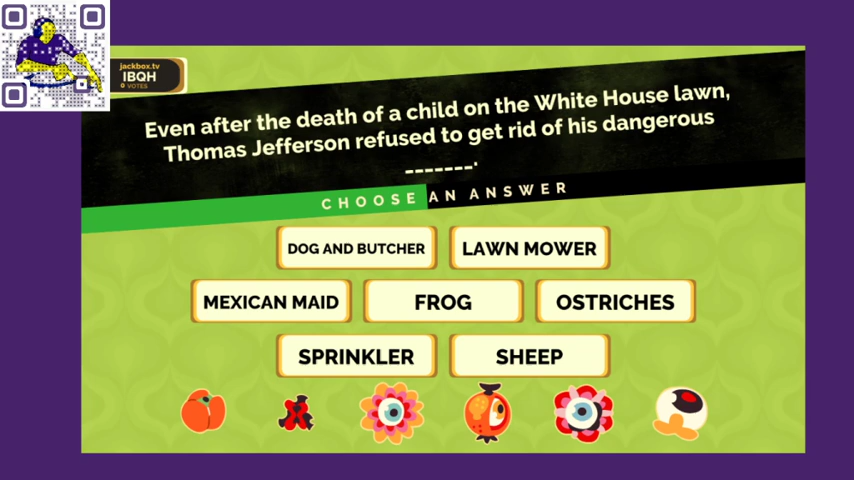 jackbox.tv
IBQH
0 VOTES
Even after the death of a child on the White House lawn,
Thomas Jefferson refused to get rid of his dangerous
_______.
CHOOSE AN ANSWER
DOG AND BUTCHER
LAWN MOWER
MEXICAN MAID
FROG
OSTRICHES
SPRINKLER
SHEEP